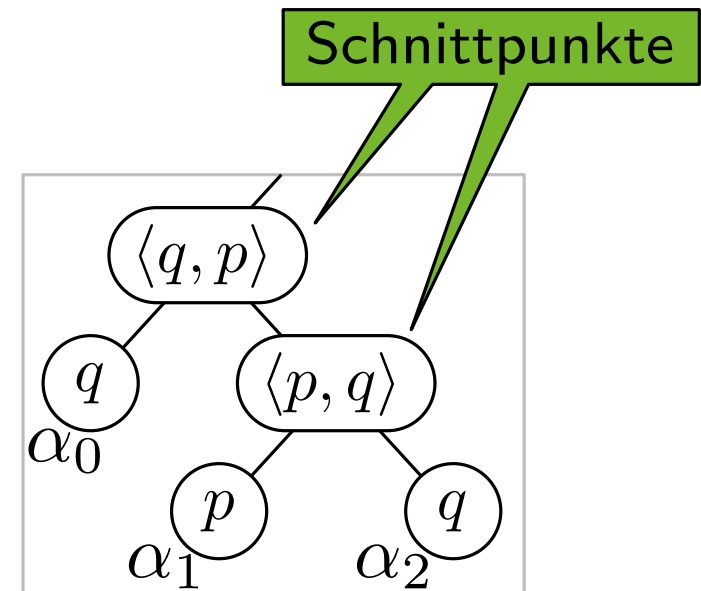 Schnittpunkte
⟨q, p⟩
q
⟨p, q⟩
α₀
p
q
α₁
α₂